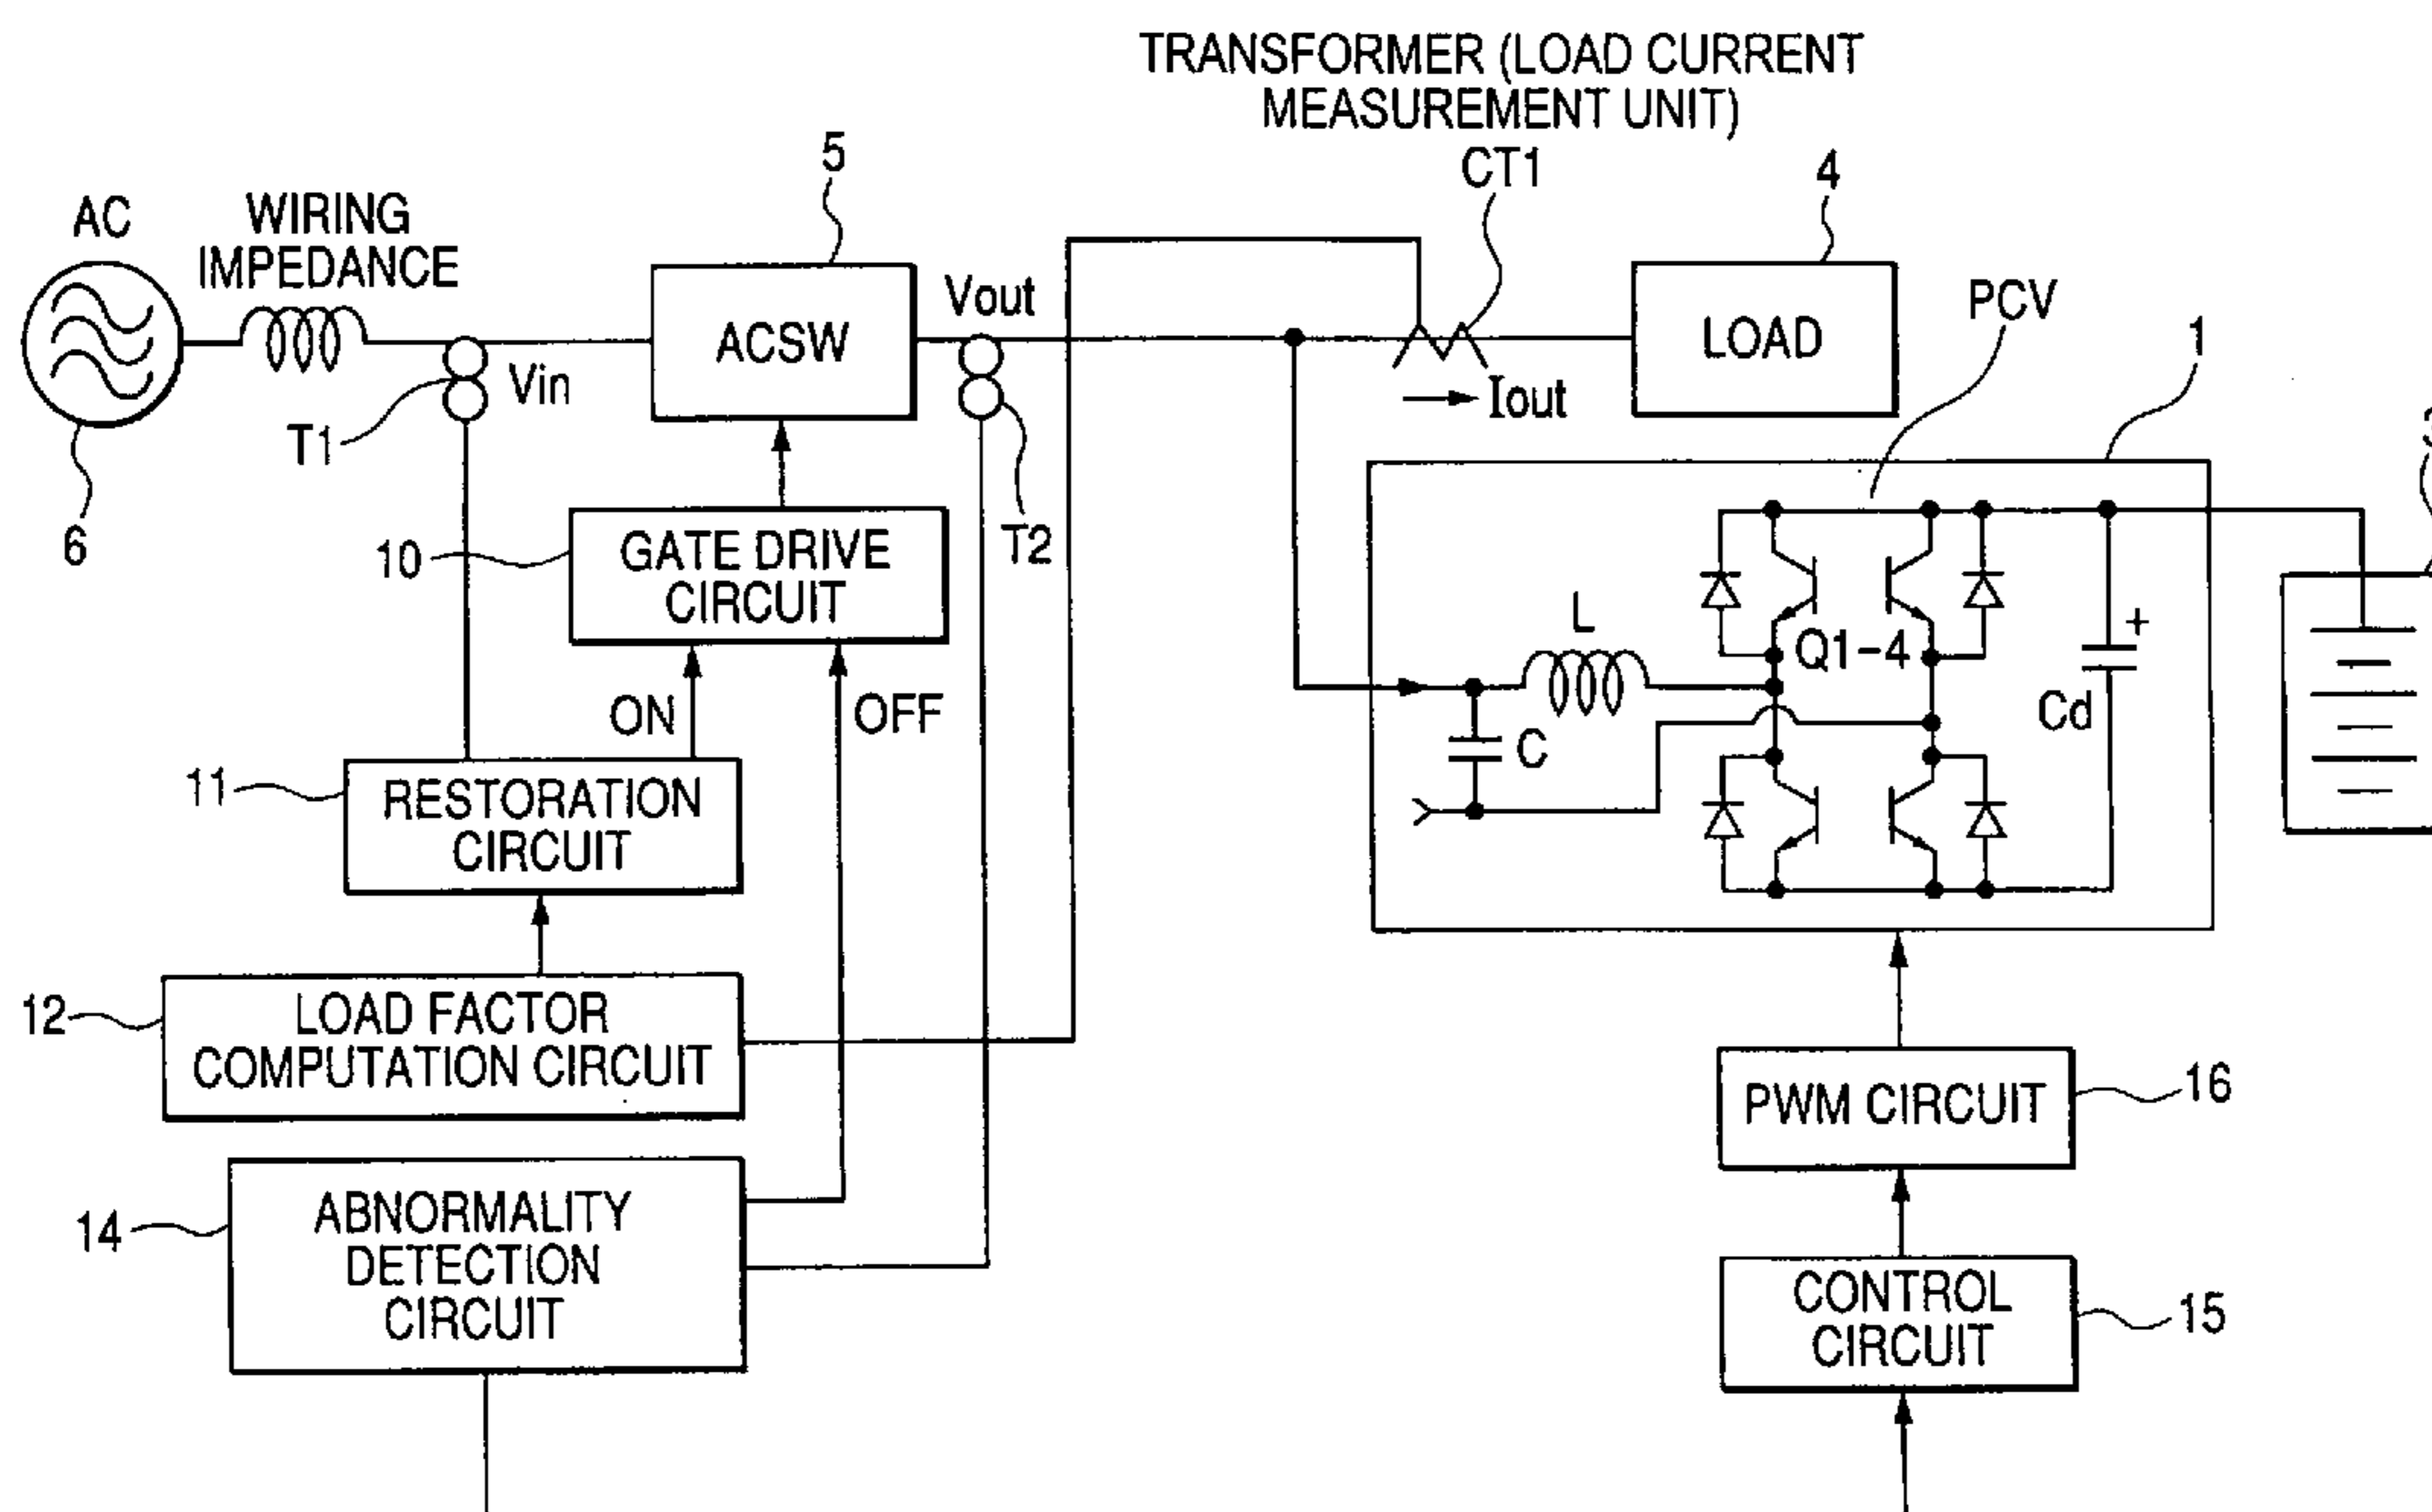 TRANSFORMER (LOAD CURRENT
MEASUREMENT UNIT)
CT1
5
4
AC
WIRING
IMPEDANCE
Vout
PCV
1
ACSW
LOAD
Vin
T1
Iout
3
6
10
GATE DRIVE
CIRCUIT
T2
L
Q1-4
+
ON
OFF
Cd
C
11
RESTORATION
CIRCUIT
12
LOAD FACTOR
COMPUTATION CIRCUIT
PWM CIRCUIT
16
14
ABNORMALITY
DETECTION
CIRCUIT
CONTROL
CIRCUIT
15